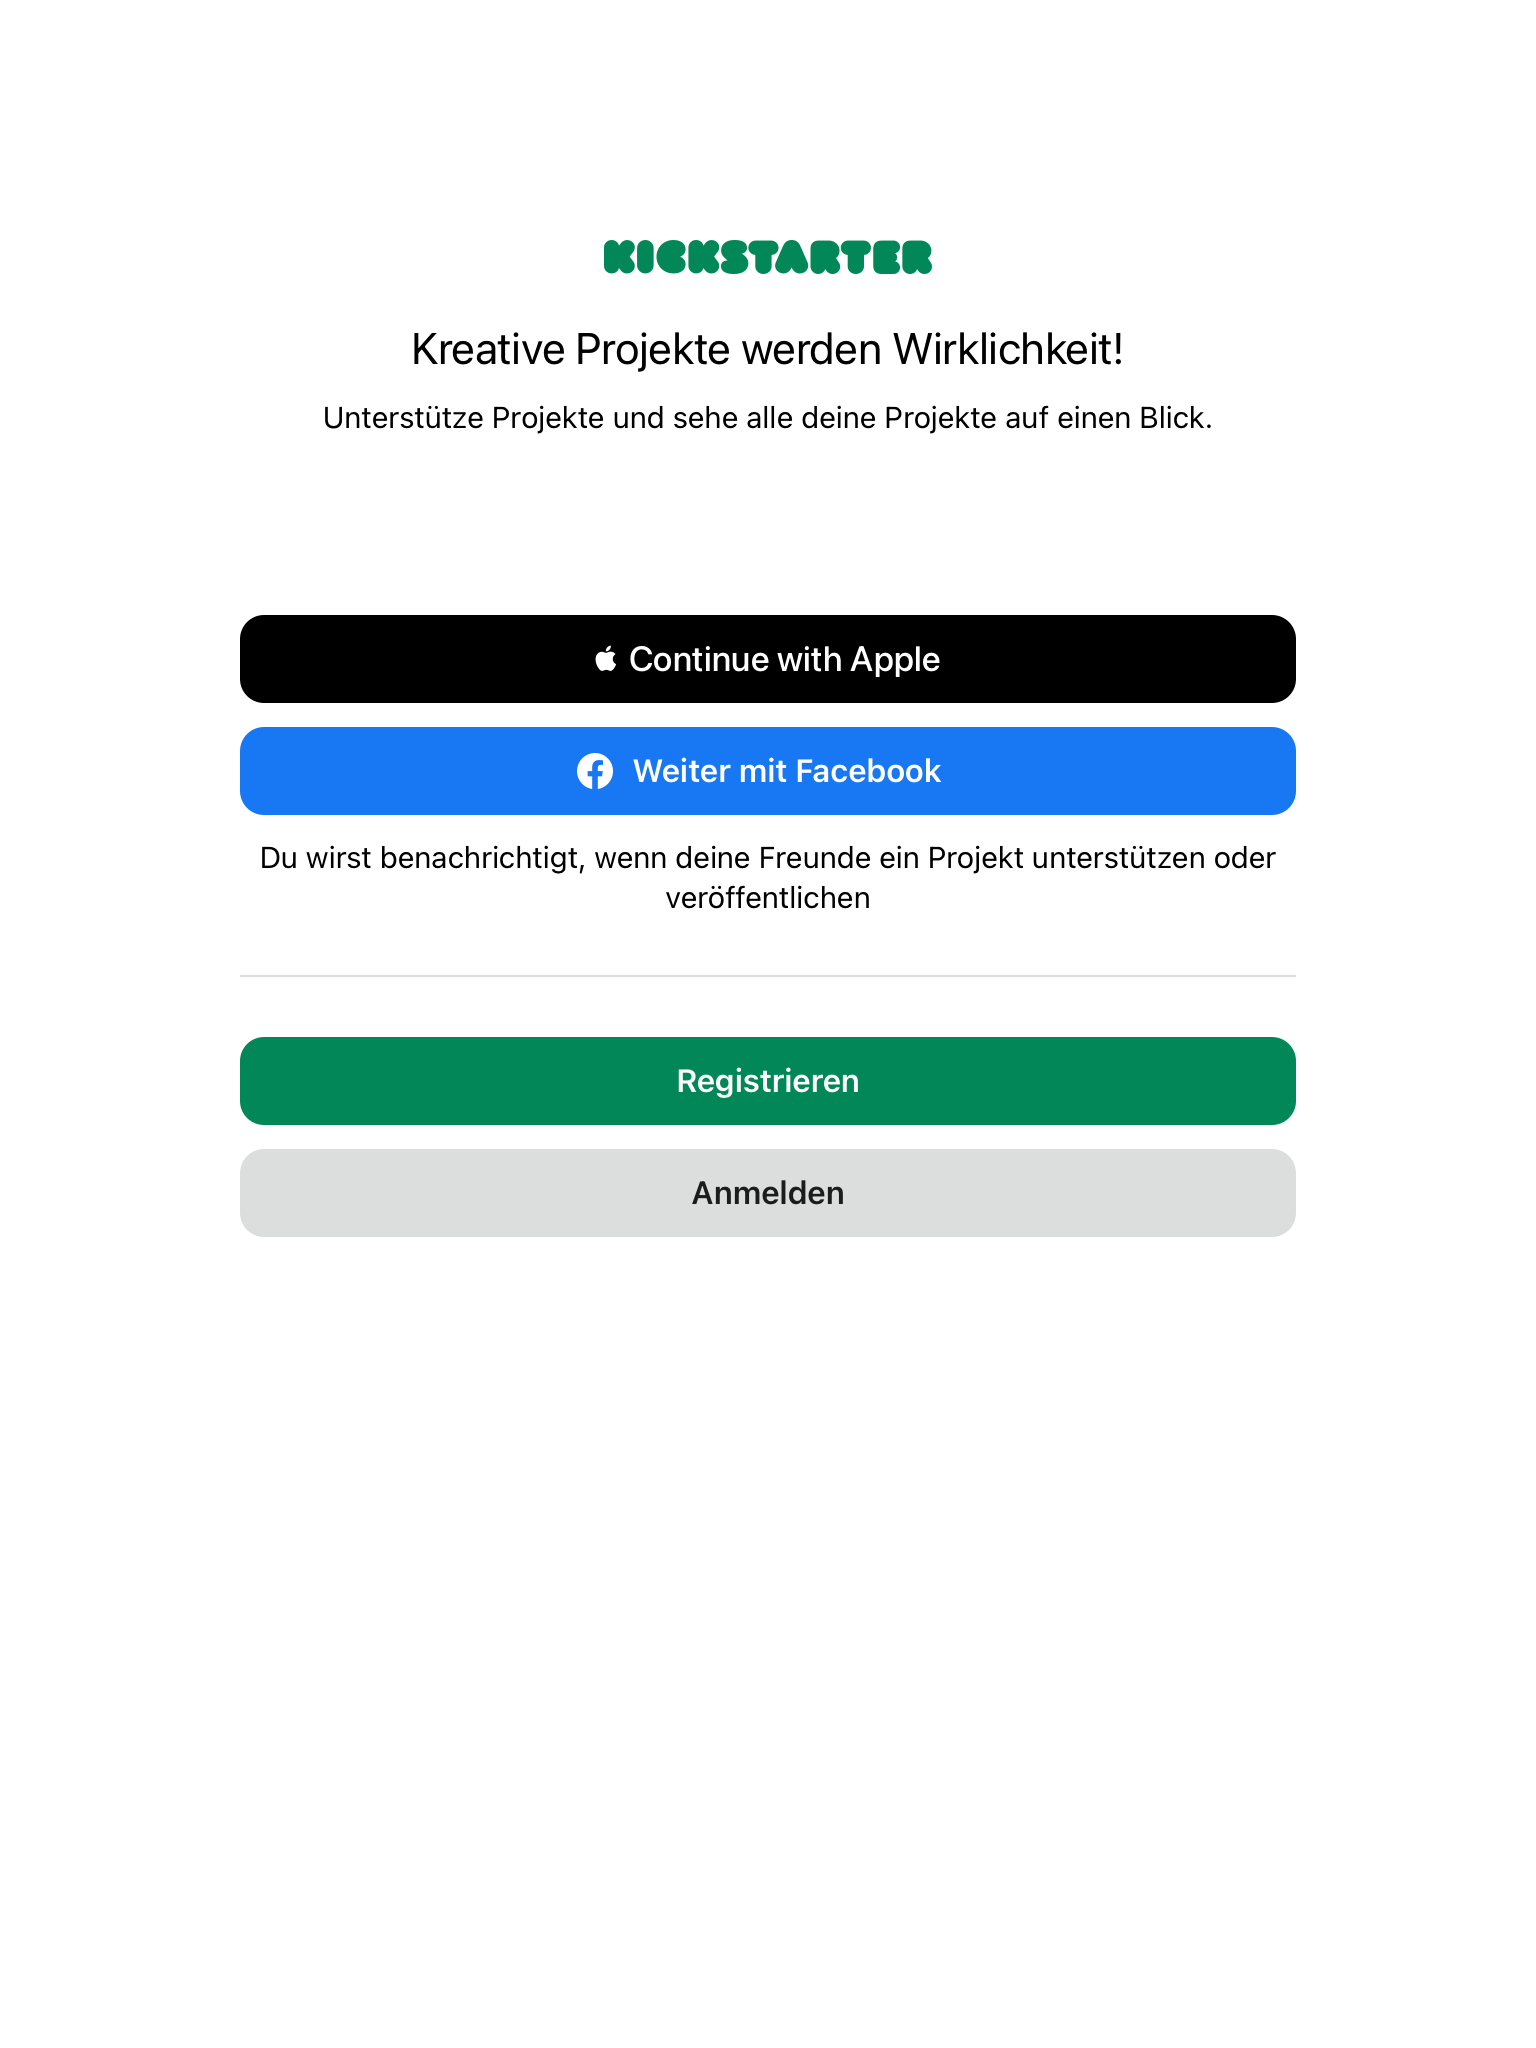 KICKSTARTER
Kreative Projekte werden Wirklichkeit!
Unterstütze Projekte und sehe alle deine Projekte auf einen Blick.
Continue with Apple
Weiter mit Facebook
Du wirst benachrichtigt, wenn deine Freunde ein Projekt unterstützen oder
veröffentlichen
Registrieren
Anmelden